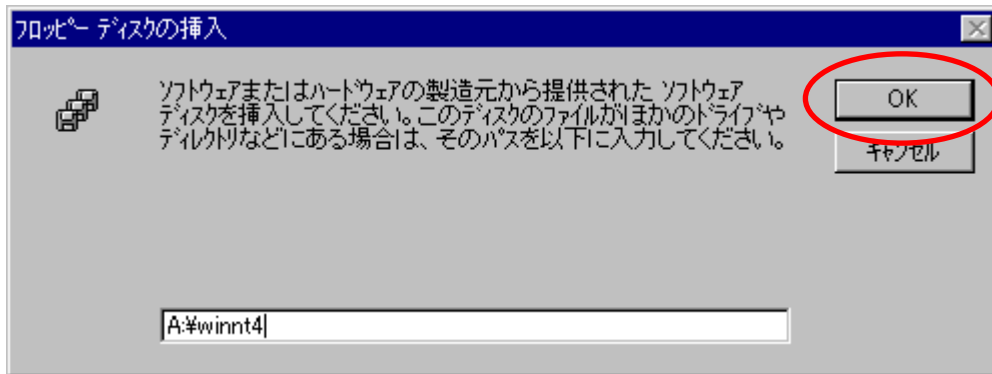 フロッピー ディスクの挿入
ソフトウェアまたはハードウェアの製造元から提供された ソフトウェア
ディスクを挿入してください。このディスクのファイルがほかのドライブや
ディレクトリなどにある場合は、そのパスを以下に入力してください。
OK
キャンセル
A:¥winnt4